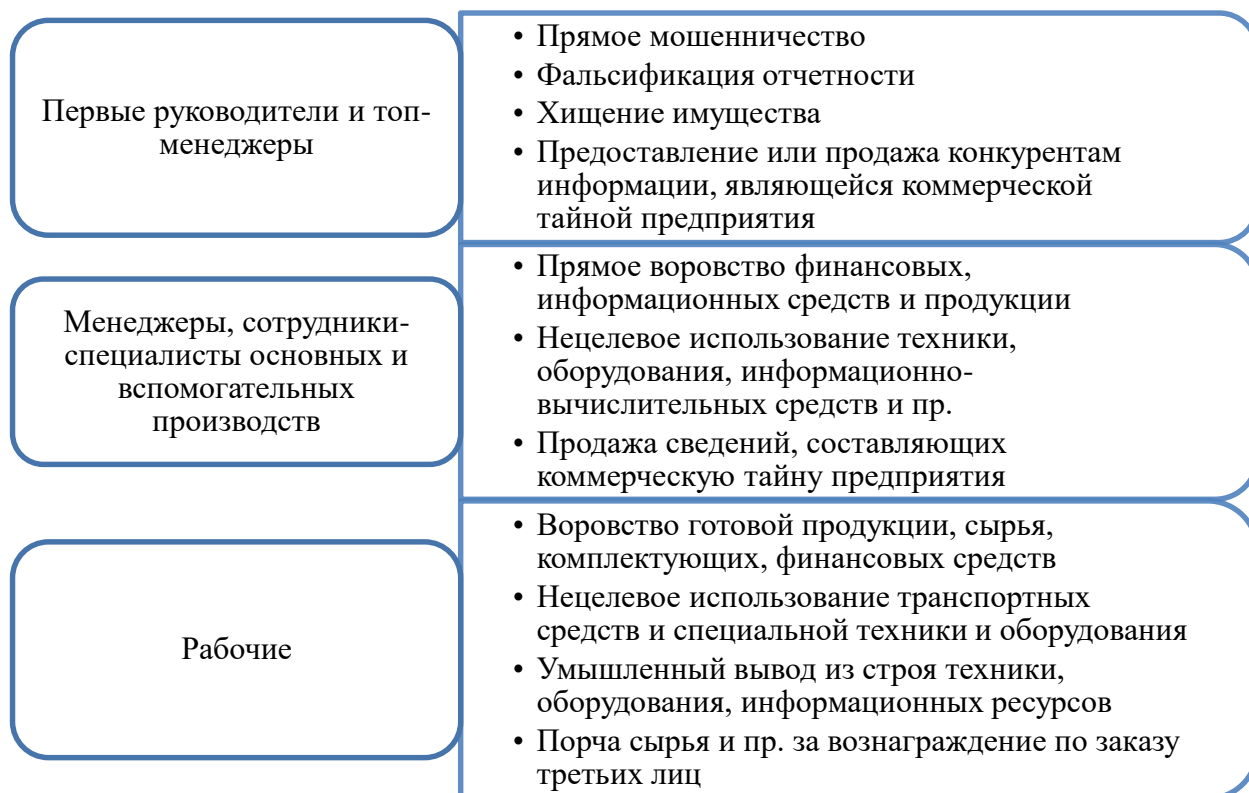 Первые руководители и топ-
менеджеры
• Прямое мошенничество
• Фальсификация отчетности
• Хищение имущества
• Предоставление или продажа конкурентам
информации, являющейся коммерческой
тайной предприятия
Менеджеры, сотрудники-
специалисты основных и
вспомогательных
производств
• Прямое воровство финансовых,
информационных средств и продукции
• Нецелевое использование техники,
оборудования, информационно-
вычислительных средств и пр.
• Продажа сведений, составляющих
коммерческую тайну предприятия
Рабочие
• Воровство готовой продукции, сырья,
комплектующих, финансовых средств
• Нецелевое использование транспортных
средств и специальной техники и оборудования
• Умышленный вывод из строя техники,
оборудования, информационных ресурсов
• Порча сырья и пр. за вознаграждение по заказу
третьих лиц